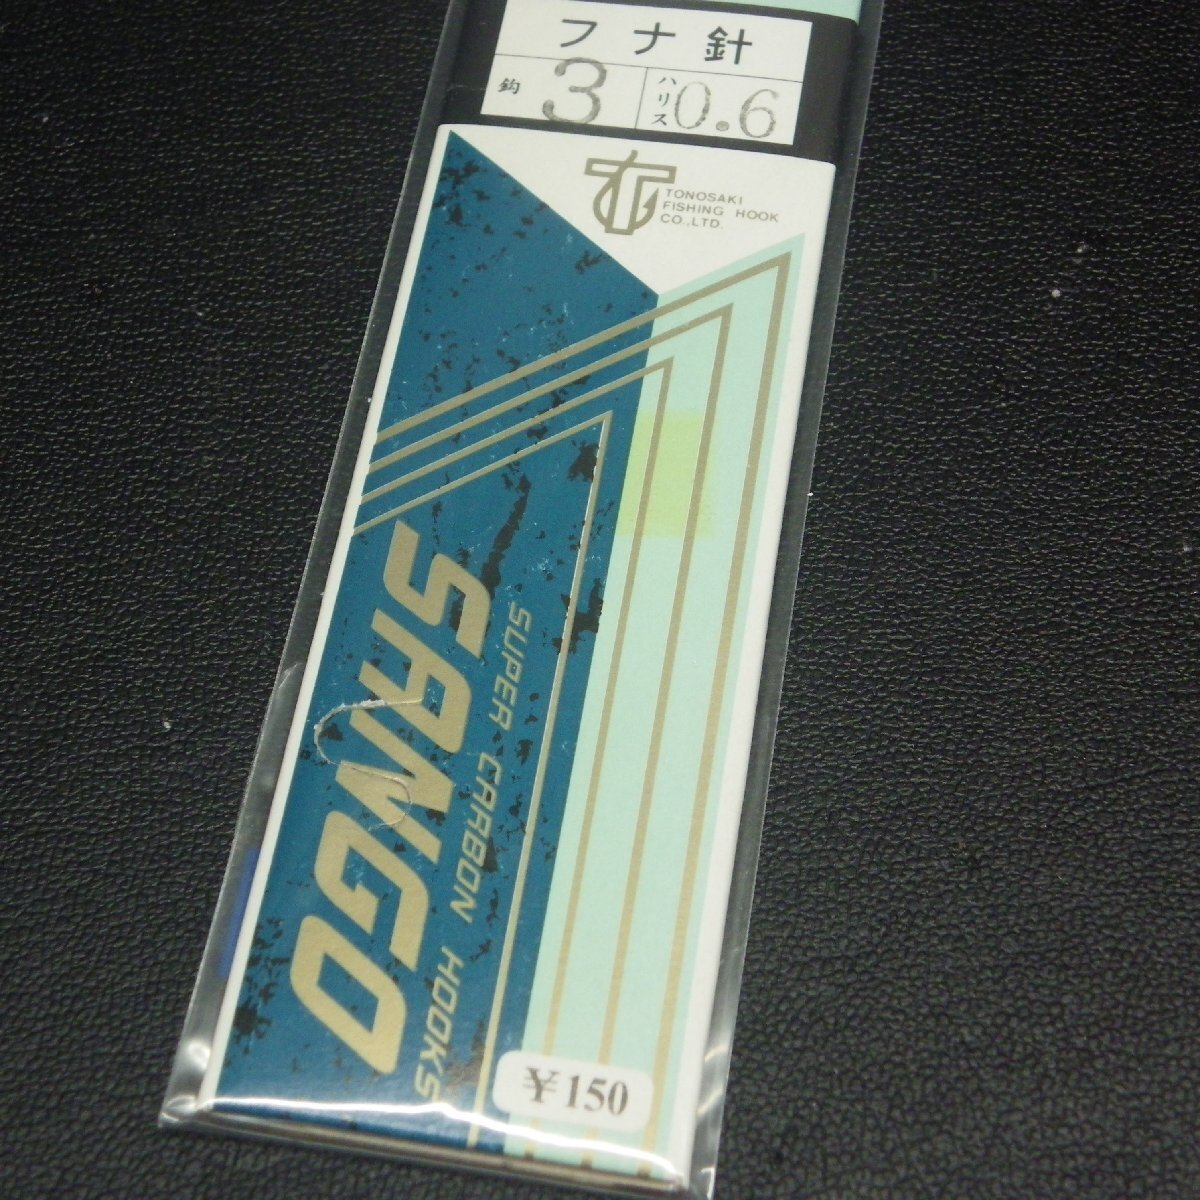 フナ針
鈎 3 ハリス 0.6
TONOSAKI
FISHING HOOK
CO.,LTD.
SANGO
SUPER CARBON HOOKS
¥150